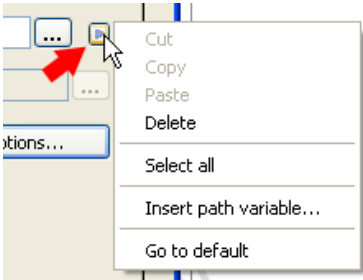 ...
Cut
Copy
Paste
...
Delete
ptions...
Select all
Insert path variable...
Go to default